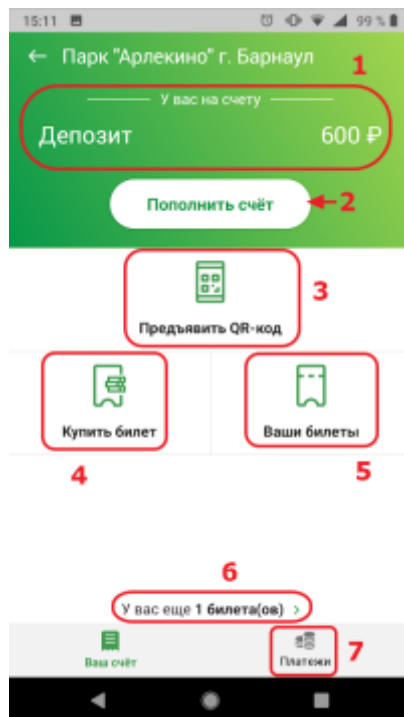 15:11 99 %
← Парк "Арлекино" г. Барнаул
1
У вас на счету
Депозит 600 ₽
Пополнить счёт
2
3
Предъявить QR-код
Купить билет Ваши билеты
4 5
6
У вас еще 1 билета(ов) >
Ваш счёт Платежи 7